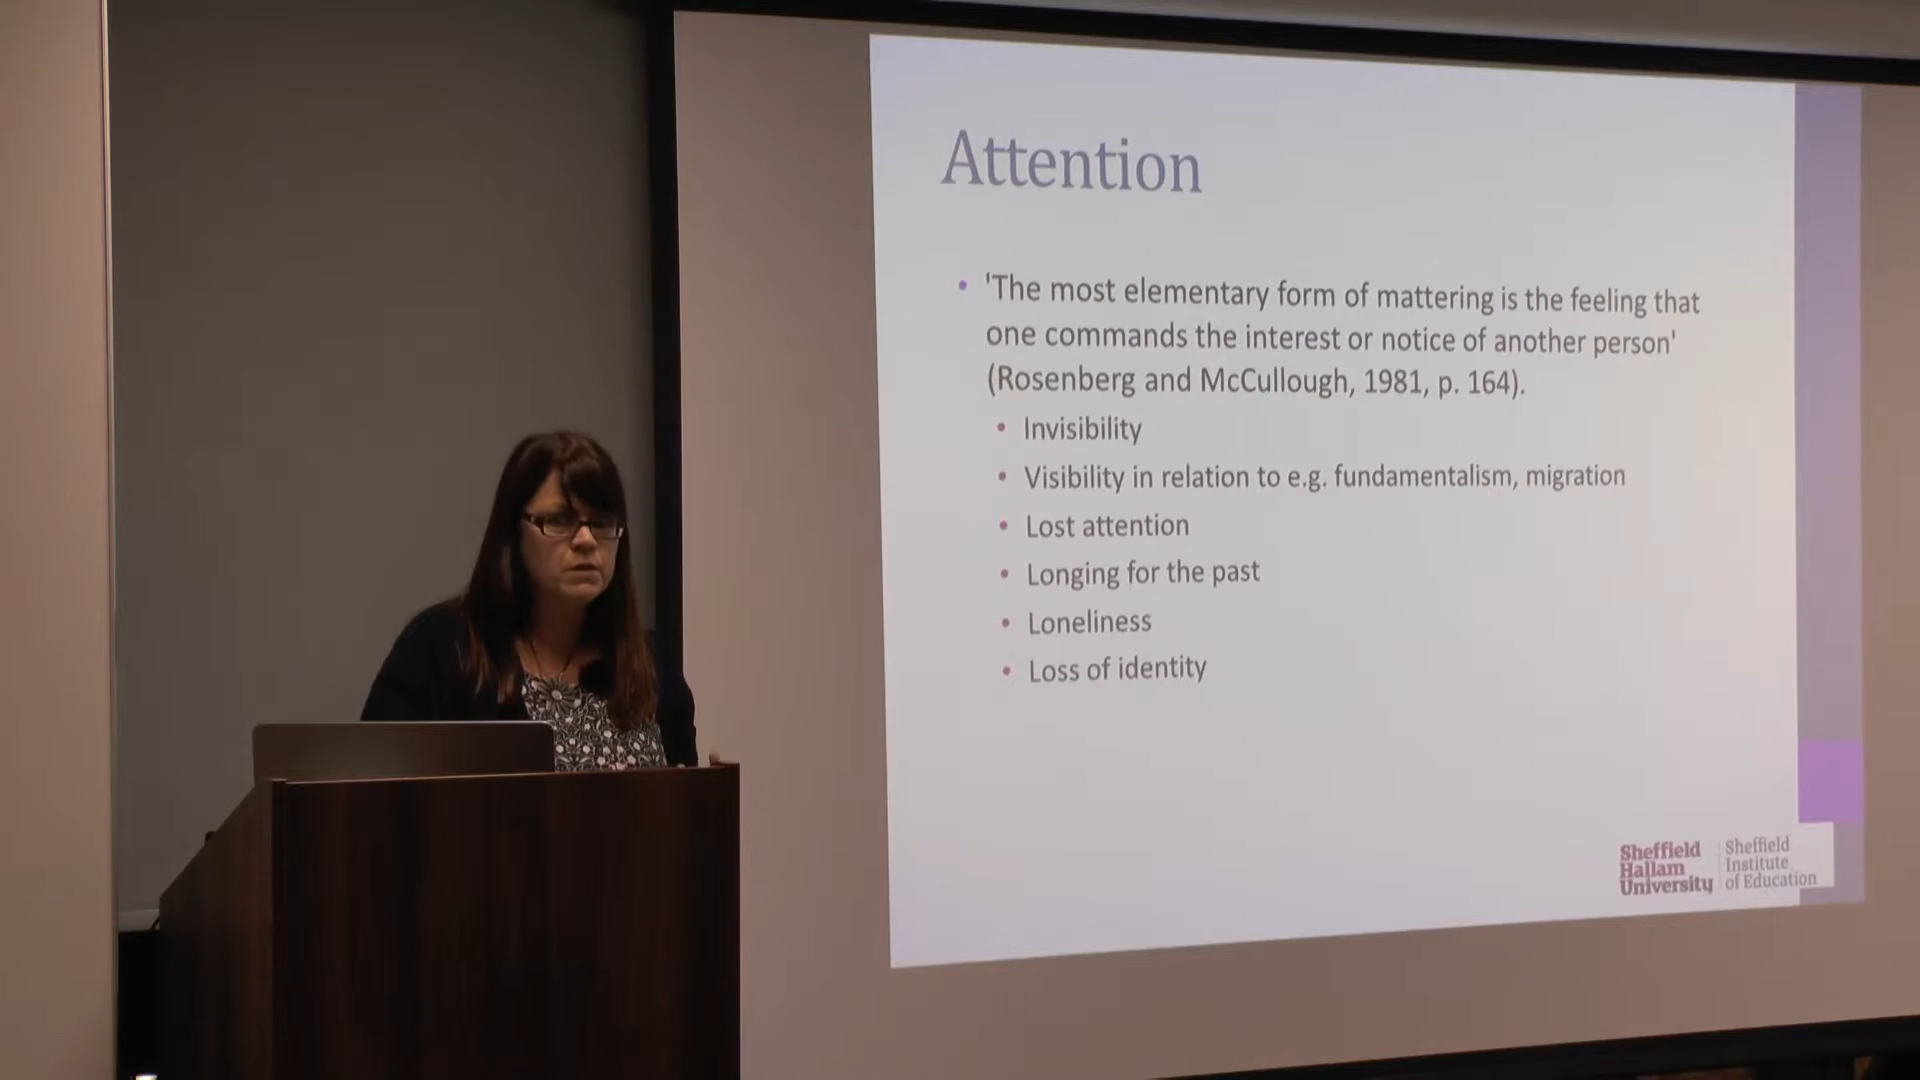 Attention
• 'The most elementary form of mattering is the feeling that
one commands the interest or notice of another person'
(Rosenberg and McCullough, 1981, p. 164).
• Invisibility
• Visibility in relation to e.g. fundamentalism, migration
• Lost attention
• Longing for the past
• Loneliness
• Loss of identity
Sheffield
Hallam
University
Sheffield
Institute
of Education